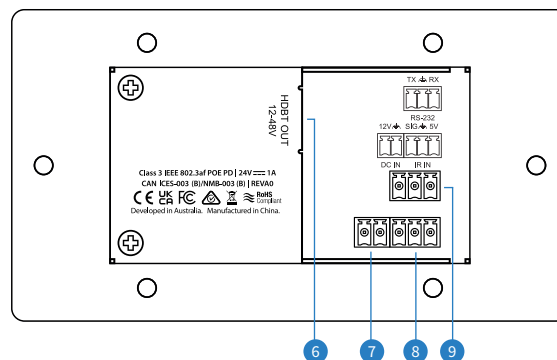 TX ⏚ RX
RS-232
HDBT OUT
12-48V
12V ⏚ SIG ⏚ 5V
DC IN IR IN
Class 3 IEEE 802.3af POE PD | 24V⎓1A
CAN ICES-003 (B)/NMB-003 (B) | REVA0
CE UK CA FC RoHS Compliant
Developed in Australia. Manufactured in China.
6 7 8 9